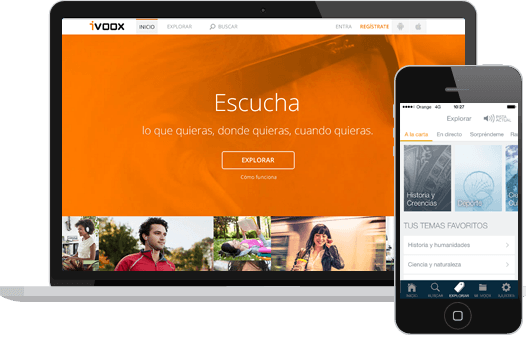 iVOOX INICIO EXPLORAR BUSCAR ENTRA REGÍSTRATE
Escucha
lo que quieras, donde quieras, cuando quieras.
EXPLORAR
Cómo funciona
Orange 4G 10:27
Explorar
A la carta En directo Sorpréndeme
Historia y
Creencias
Deporte
TUS TEMAS FAVORITOS
Historia y humanidades
Ciencia y naturaleza
INICIO BUSCAR EXPLORAR MI IVOOX AJUSTES